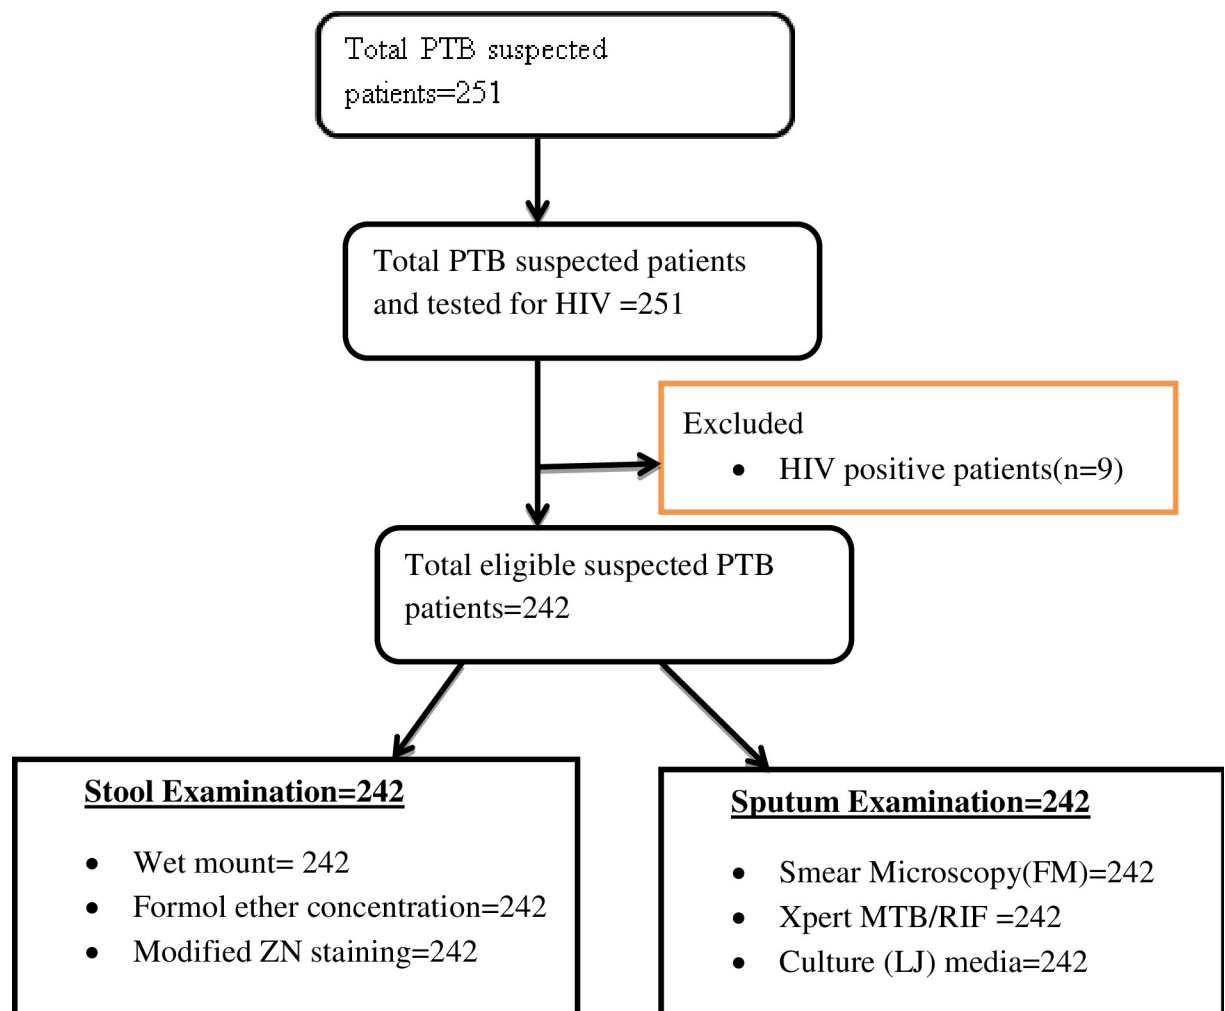 Total PTB suspected
patients=251
Total PTB suspected patients
and tested for HIV =251
Excluded
• HIV positive patients(n=9)
Total eligible suspected PTB
patients=242
Stool Examination=242
• Wet mount= 242
• Formol ether concentration=242
• Modified ZN staining=242
Sputum Examination=242
• Smear Microscopy(FM)=242
• Xpert MTB/RIF =242
• Culture (LJ) media=242